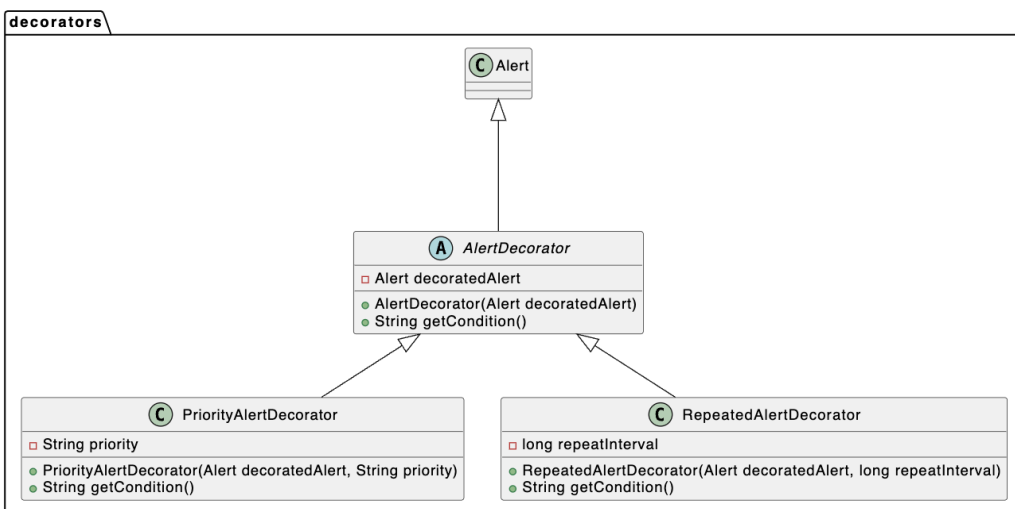 decorators
C Alert
A AlertDecorator
Alert decoratedAlert
AlertDecorator(Alert decoratedAlert)
String getCondition()
C PriorityAlertDecorator
String priority
PriorityAlertDecorator(Alert decoratedAlert, String priority)
String getCondition()
C RepeatedAlertDecorator
long repeatInterval
RepeatedAlertDecorator(Alert decoratedAlert, long repeatInterval)
String getCondition()